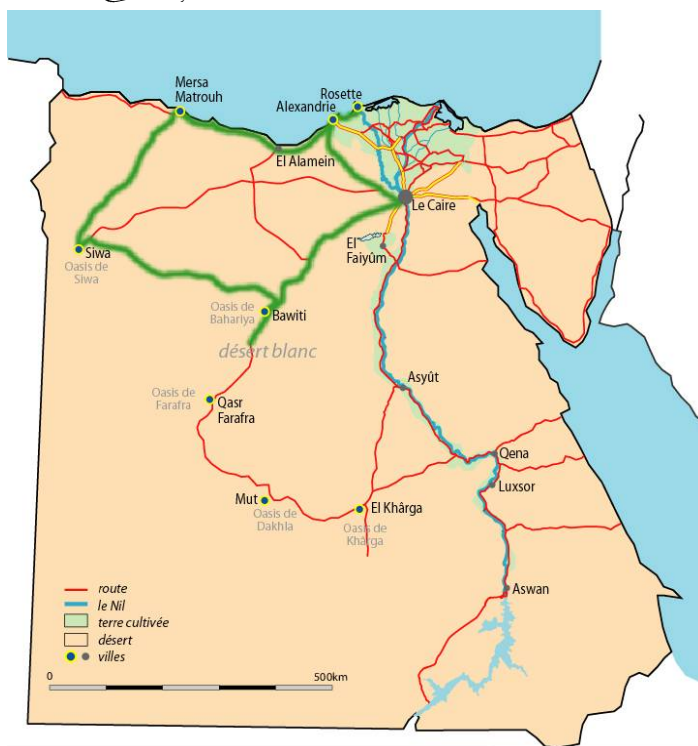 Mersa
Matrouh
Rosette
Alexandrie
El Alamein
Le Caire
El
Faiyûm
Siwa
Oasis de
Siwa
Oasis de
Bahariya
Bawiti
désert blanc
Asyût
Oasis de
Farafra
Qasr
Farafra
Qena
Luxsor
Mut
Oasis de
Dakhla
El Khârga
Oasis de
Khârga
Aswan
route
le Nil
terre cultivée
désert
villes
0
500km